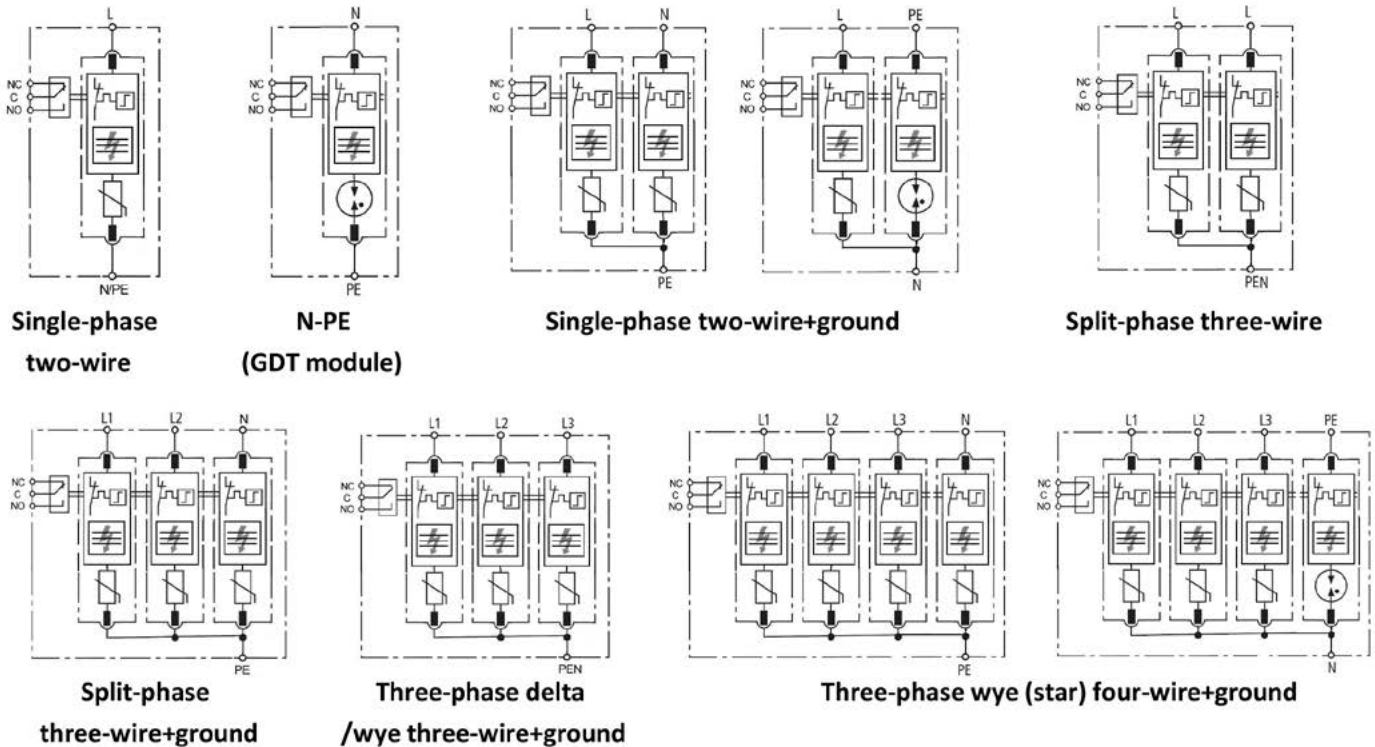 L N L N L PE L L
NC NC NC NC NC
C C C C C
NO NO NO NO NO
N/PE PE PE N PEN
Single-phase N-PE Single-phase two-wire+ground Split-phase three-wire
two-wire (GDT module)
L1 L2 N L1 L2 L3 L1 L2 L3 N L1 L2 L3 PE
NC NC NC NC
C C C C
NO NO NO NO
PE PEN PE N
Split-phase Three-phase delta Three-phase wye (star) four-wire+ground
three-wire+ground /wye three-wire+ground